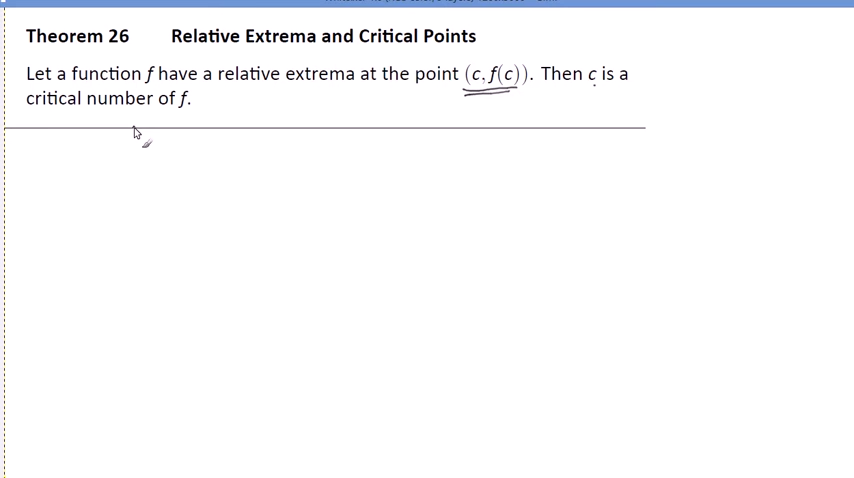 Theorem 26 Relative Extrema and Critical Points
Let a function f have a relative extrema at the point (c, f(c)). Then c is a
critical number of f.